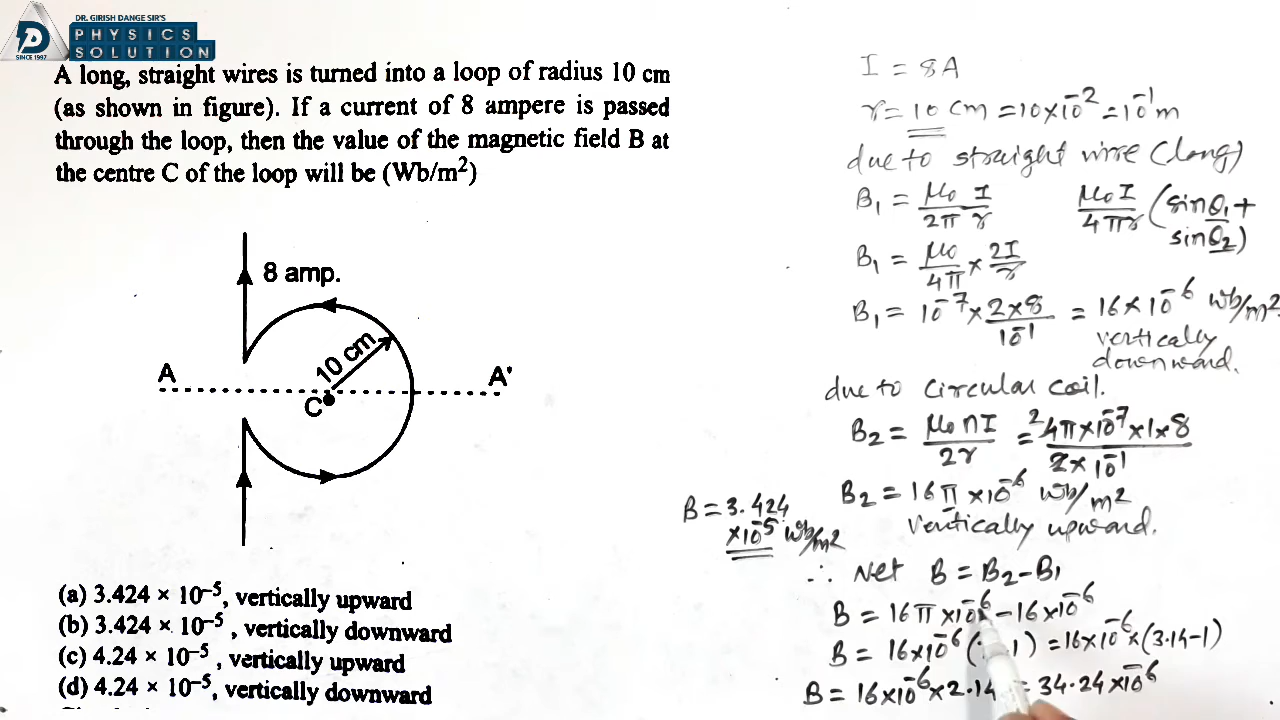 DR. GIRISH DANGE SIR'S
PHYSICS
SOLUTION
SINCE 1997
A long, straight wires is turned into a loop of radius 10 cm
(as shown in figure). If a current of 8 ampere is passed
through the loop, then the value of the magnetic field B at
the centre C of the loop will be (Wb/m²)
8 amp.
10 cm
A
A'
C
(a) 3.424 × 10⁻⁵, vertically upward
(b) 3.424 × 10⁻⁵ , vertically downward
(c) 4.24 × 10⁻⁵, vertically upward
(d) 4.24 × 10⁻⁵, vertically downward
I = 8A
r = 10 cm = 10×10⁻² = 10⁻¹ m
due to straight wire (long)
B₁ = μ₀/2π I/r μ₀I/4πr (sinθ₁ + sinθ₂)
B₁ = μ₀/4π × 2I/r
B₁ = 10⁻⁷ × 2×8/10⁻¹ = 16×10⁻⁶ wb/m²
vertically
downward.
due to circular coil.
B₂ = μ₀nI/2r = ²4π×10⁻⁷×1×8/2×10⁻¹
B₂ = 16π×10⁻⁶ wb/m²
vertically upward.
B = 3.424
×10⁻⁵ wb/m²
∴ Net B = B₂ − B₁
B = 16π×10⁻⁶ − 16×10⁻⁶
B = 16×10⁻⁶ ( 1) = 16×10⁻⁶×(3.14−1)
B = 16×10⁻⁶×2.14 = 34.24×10⁻⁶